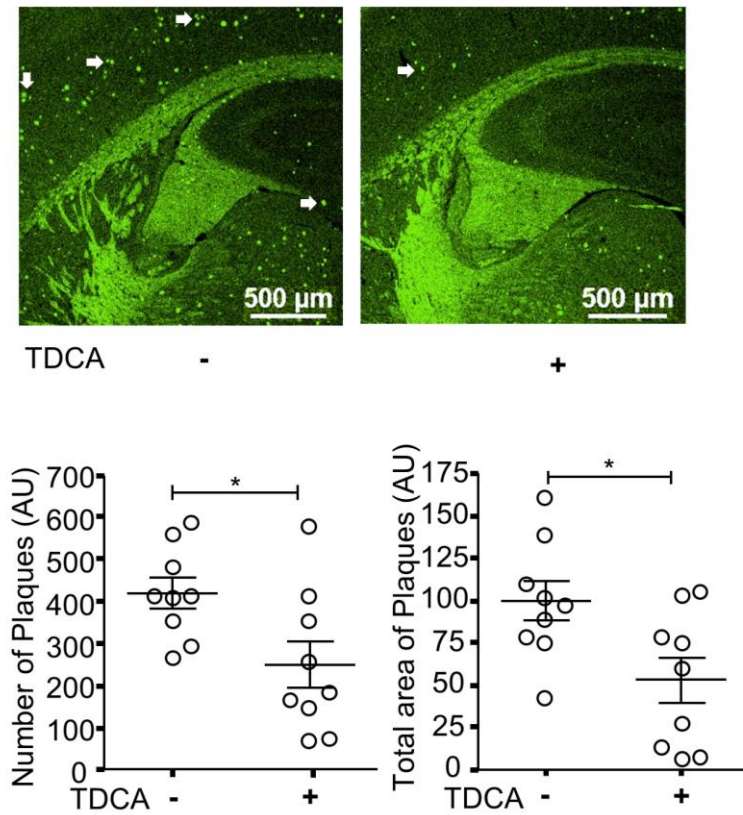 500 µm
500 µm
TDCA - +
Number of Plaques (AU)
700
600
500
400
300
200
100
0
*
TDCA - +
Total area of Plaques (AU)
175
150
125
100
75
50
25
0
*
TDCA - +